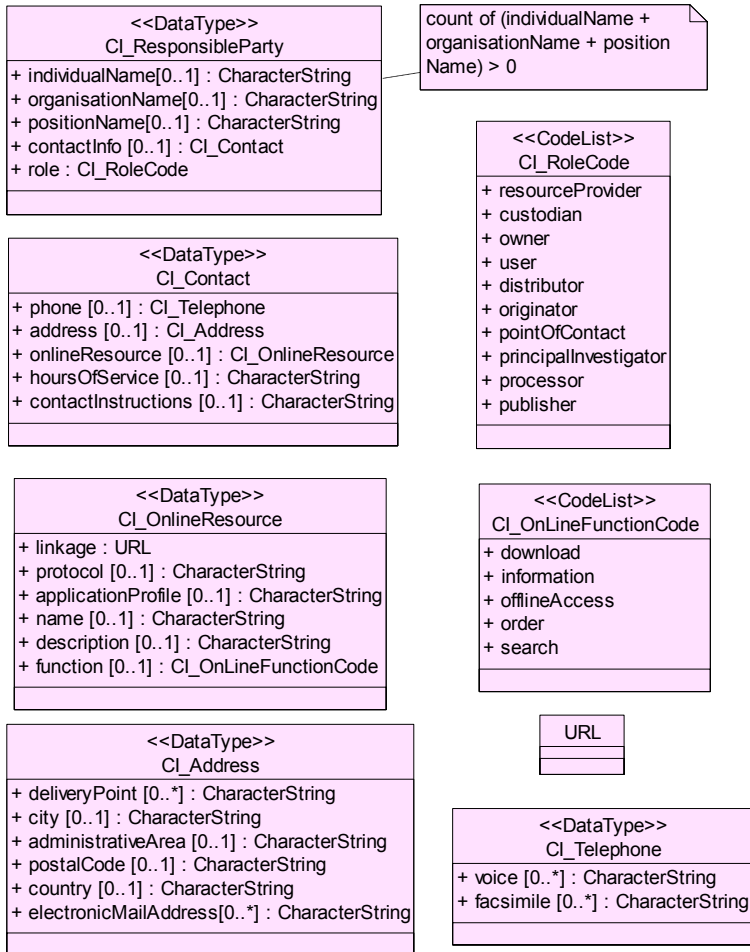 <<DataType>>
CI_ResponsibleParty
+ individualName[0..1] : CharacterString
+ organisationName[0..1] : CharacterString
+ positionName[0..1] : CharacterString
+ contactInfo [0..1] : CI_Contact
+ role : CI_RoleCode
count of (individualName +
organisationName + position
Name) > 0
<<CodeList>>
CI_RoleCode
+ resourceProvider
+ custodian
+ owner
+ user
+ distributor
+ originator
+ pointOfContact
+ principalInvestigator
+ processor
+ publisher
<<DataType>>
CI_Contact
+ phone [0..1] : CI_Telephone
+ address [0..1] : CI_Address
+ onlineResource [0..1] : CI_OnlineResource
+ hoursOfService [0..1] : CharacterString
+ contactInstructions [0..1] : CharacterString
<<DataType>>
CI_OnlineResource
+ linkage : URL
+ protocol [0..1] : CharacterString
+ applicationProfile [0..1] : CharacterString
+ name [0..1] : CharacterString
+ description [0..1] : CharacterString
+ function [0..1] : CI_OnLineFunctionCode
<<CodeList>>
CI_OnLineFunctionCode
+ download
+ information
+ offlineAccess
+ order
+ search
URL
<<DataType>>
CI_Address
+ deliveryPoint [0..*] : CharacterString
+ city [0..1] : CharacterString
+ administrativeArea [0..1] : CharacterString
+ postalCode [0..1] : CharacterString
+ country [0..1] : CharacterString
+ electronicMailAddress[0..*] : CharacterString
<<DataType>>
CI_Telephone
+ voice [0..*] : CharacterString
+ facsimile [0..*] : CharacterString